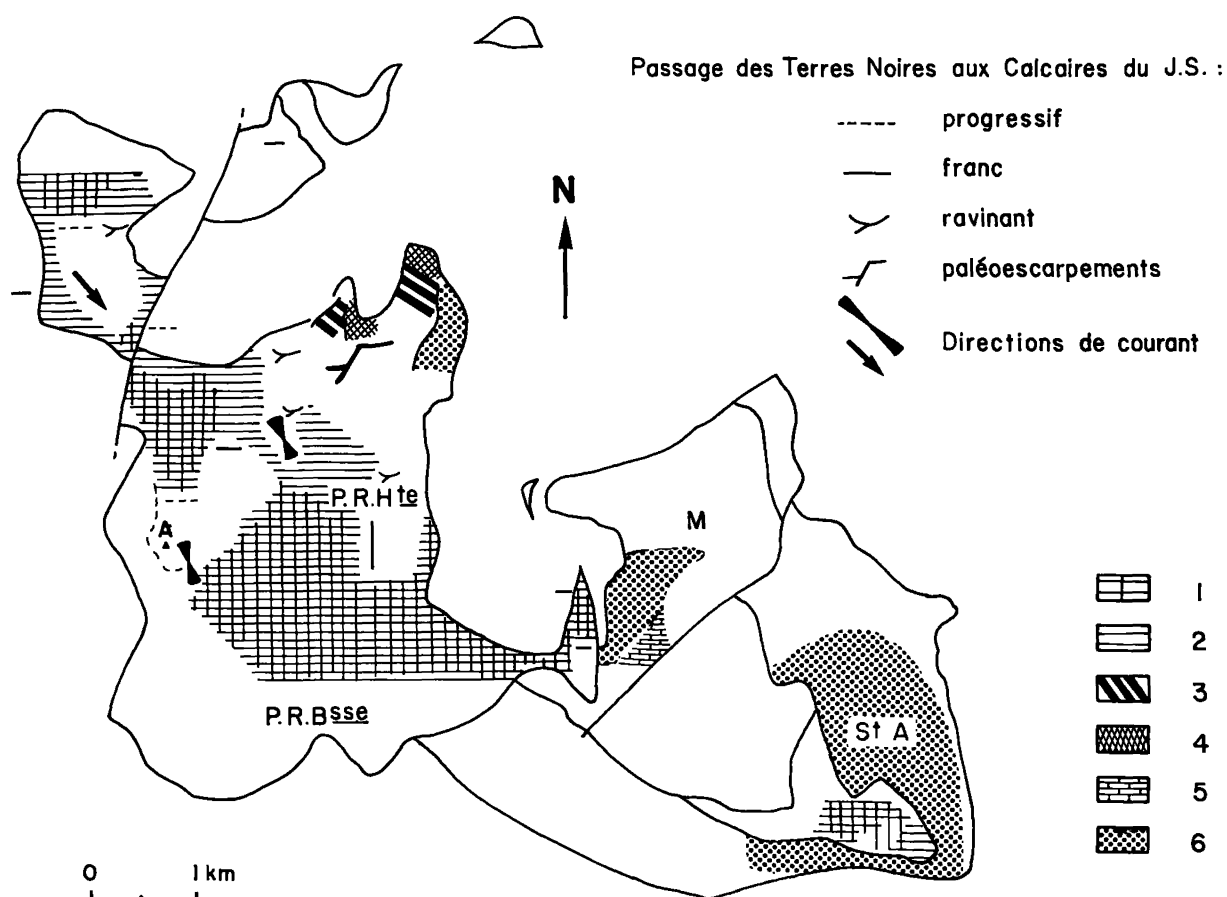 Passage des Terres Noires aux Calcaires du J.S. :
progressif
franc
ravinant
paléoescarpements
Directions de courant
N
P.R.Hte
A
M
P.R.Bsse
St A
1
2
3
4
5
6
0 1 km